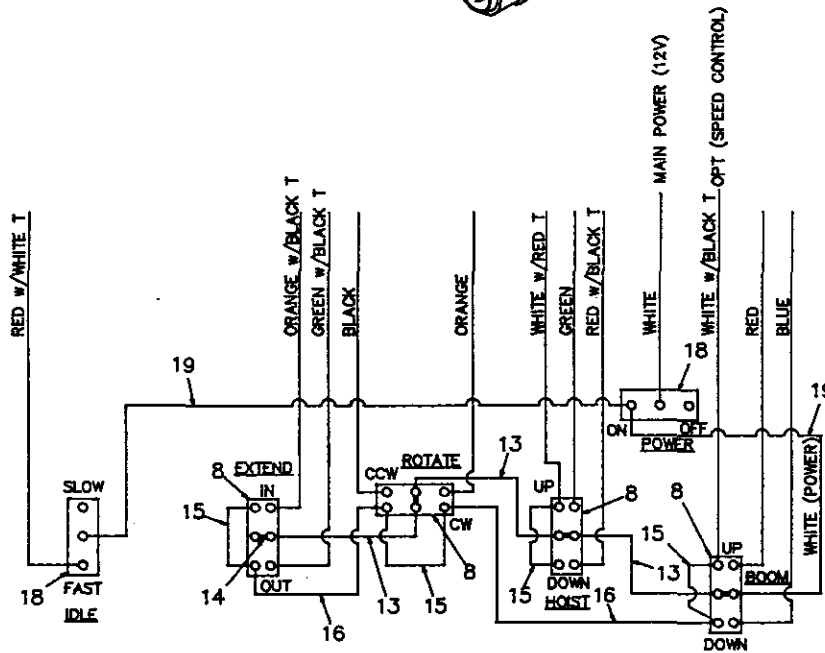 MAIN POWER (12V)
OPT (SPEED CONTROL)
RED w/WHITE T
ORANGE w/BLACK T
GREEN w/BLACK T
BLACK
ORANGE
WHITE w/RED T
GREEN
RED w/BLACK T
WHITE
WHITE w/BLACK T
RED
BLUE
19
18
19
ON
OFF
POWER
WHITE (POWER)
SLOW
18
FAST
IDLE
8
EXTEND
IN
15
14
OUT
16
13
ROTATE
CCW
CW
8
15
13
UP
8
15
DOWN
HOIST
13
16
8
15
UP
BOOM
DOWN